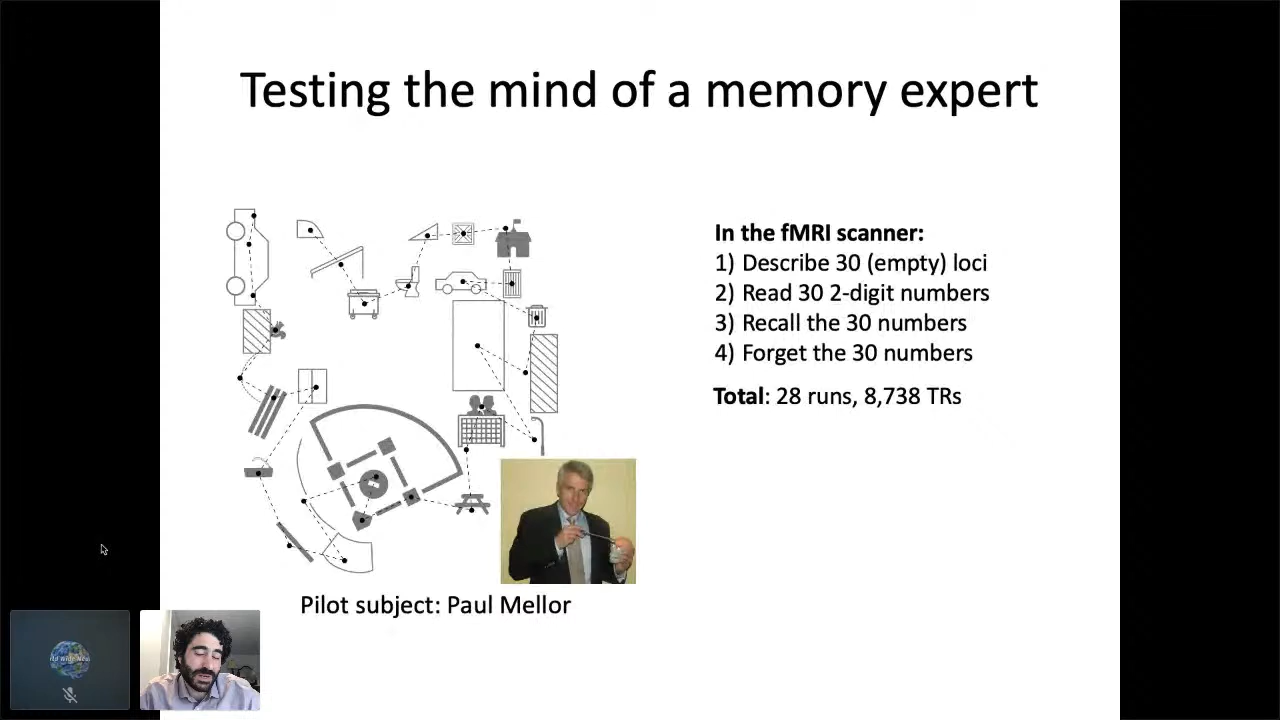 Testing the mind of a memory expert
In the fMRI scanner:
1) Describe 30 (empty) loci
2) Read 30 2-digit numbers
3) Recall the 30 numbers
4) Forget the 30 numbers
Total: 28 runs, 8,738 TRs
Pilot subject: Paul Mellor